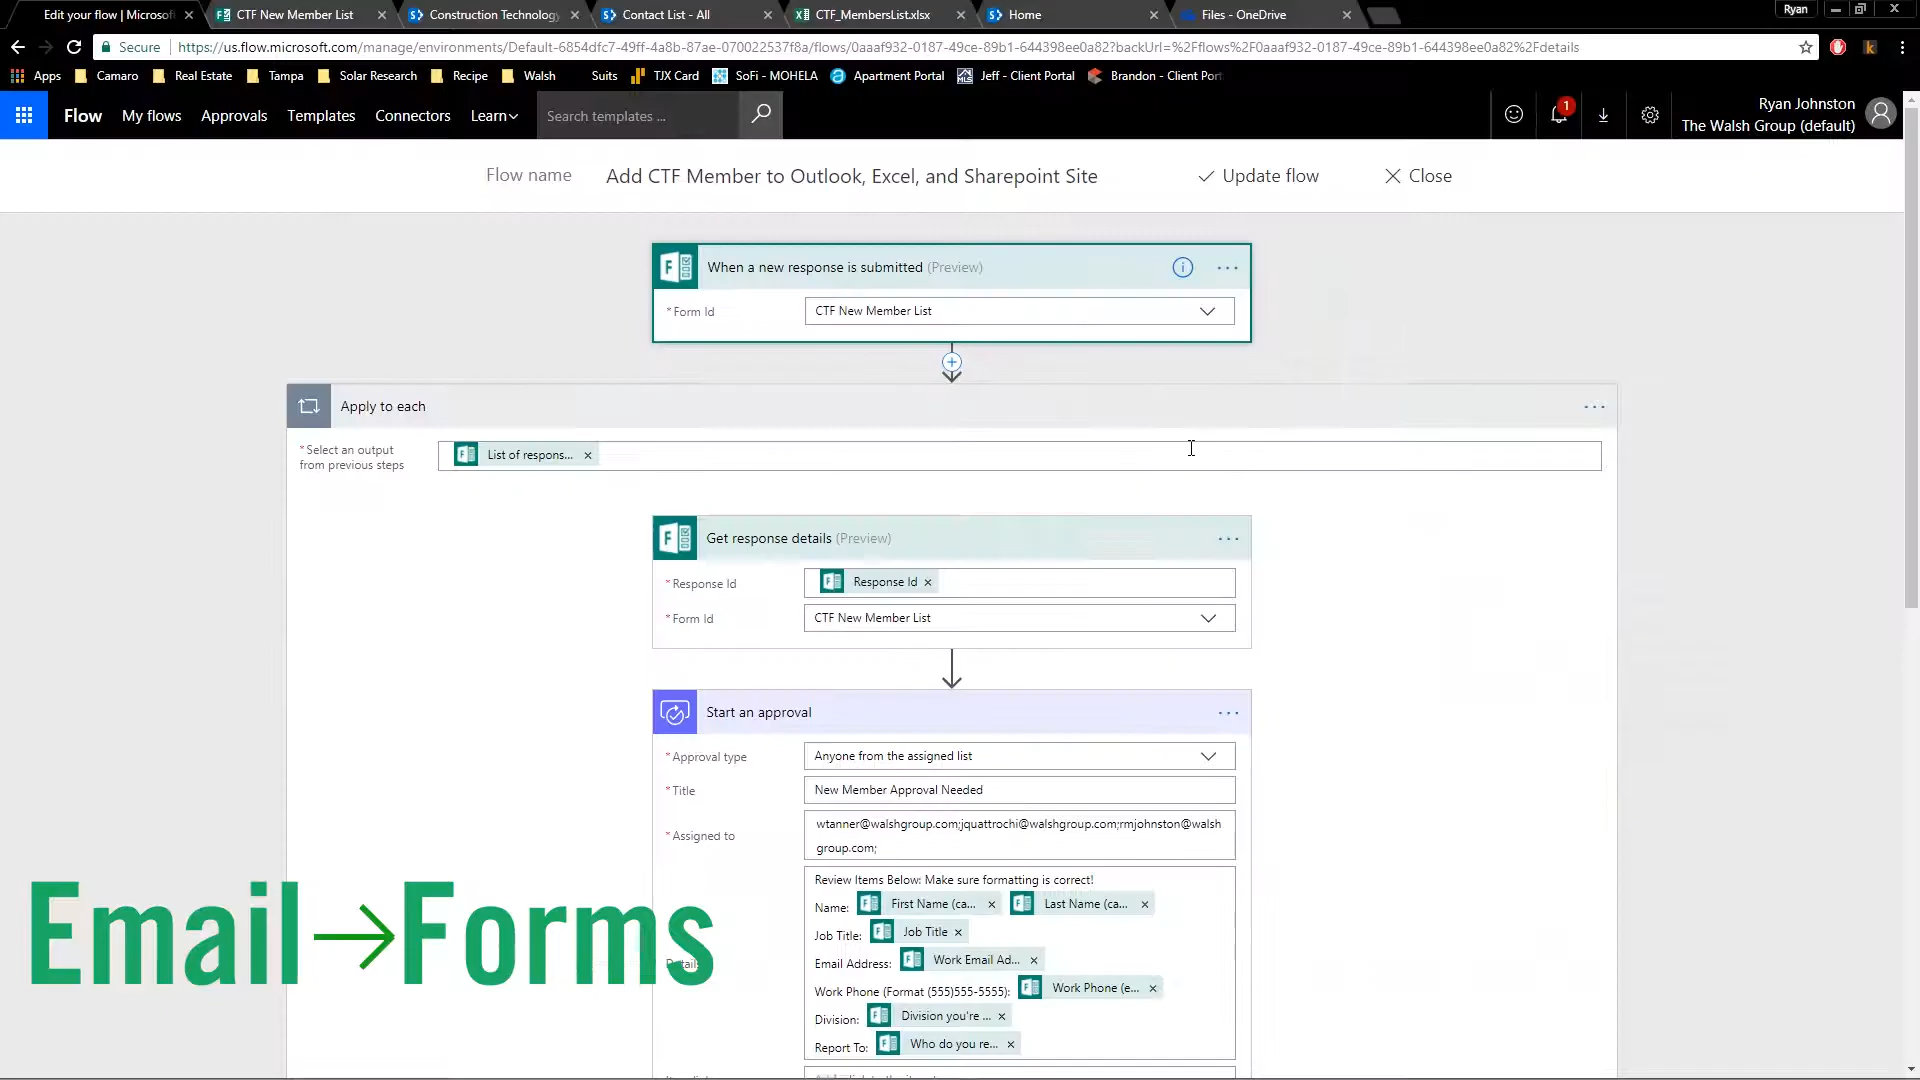 Edit your flow | Microsoft
CTF New Member List
Construction Technology
Contact List - All
CTF_MembersList.xlsx
Home
Files - OneDrive
Ryan
Secure
https://us.flow.microsoft.com/manage/environments/Default-6854dfc7-49ff-4a8b-87ae-070022537f8a/flows/0aaaf932-0187-49ce-89b1-644398ee0a82?backUrl=%2Fflows%2F0aaaf932-0187-49ce-89b1-644398ee0a82%2Fdetails
Apps Camaro Real Estate Tampa Solar Research Recipe Walsh Suits TJX Card SoFi - MOHELA Apartment Portal Jeff - Client Portal Brandon - Client Port
Flow My flows Approvals Templates Connectors Learn Search templates ... 1
Ryan Johnston
The Walsh Group (default)
Flow name Add CTF Member to Outlook, Excel, and Sharepoint Site Update flow Close
When a new response is submitted (Preview)
* Form Id CTF New Member List
Apply to each
* Select an output
from previous steps
List of respons...
Get response details (Preview)
* Response Id Response Id
* Form Id CTF New Member List
Start an approval
* Approval type Anyone from the assigned list
* Title New Member Approval Needed
* Assigned to
wtanner@walshgroup.com;jquattrochi@walshgroup.com;rmjohnston@walsh
group.com;
Review Items Below: Make sure formatting is correct!
Name: First Name (ca... Last Name (ca...
Job Title: Job Title
Email Address: Work Email Ad...
Details
Work Phone (Format (555)555-5555): Work Phone (e...
Division: Division you're ...
Report To: Who do you re...
Email→Forms